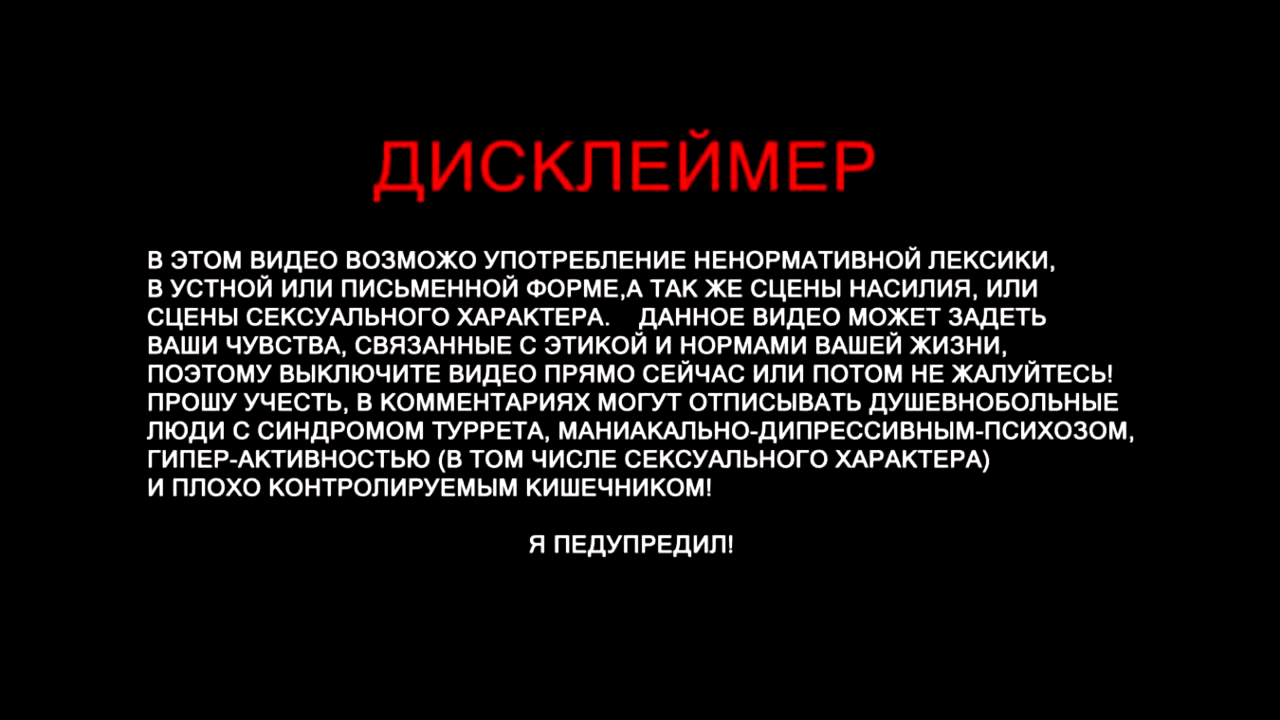 ДИСКЛЕЙМЕР
В ЭТОМ ВИДЕО ВОЗМОЖО УПОТРЕБЛЕНИЕ НЕНОРМАТИВНОЙ ЛЕКСИКИ,
В УСТНОЙ ИЛИ ПИСЬМЕННОЙ ФОРМЕ,А ТАК ЖЕ СЦЕНЫ НАСИЛИЯ, ИЛИ
СЦЕНЫ СЕКСУАЛЬНОГО ХАРАКТЕРА. ДАННОЕ ВИДЕО МОЖЕТ ЗАДЕТЬ
ВАШИ ЧУВСТВА, СВЯЗАННЫЕ С ЭТИКОЙ И НОРМАМИ ВАШЕЙ ЖИЗНИ,
ПОЭТОМУ ВЫКЛЮЧИТЕ ВИДЕО ПРЯМО СЕЙЧАС ИЛИ ПОТОМ НЕ ЖАЛУЙТЕСЬ!
ПРОШУ УЧЕСТЬ, В КОММЕНТАРИЯХ МОГУТ ОТПИСЫВАТЬ ДУШЕВНОБОЛЬНЫЕ
ЛЮДИ С СИНДРОМОМ ТУРРЕТА, МАНИАКАЛЬНО-ДИПРЕССИВНЫМ-ПСИХОЗОМ,
ГИПЕР-АКТИВНОСТЬЮ (В ТОМ ЧИСЛЕ СЕКСУАЛЬНОГО ХАРАКТЕРА)
И ПЛОХО КОНТРОЛИРУЕМЫМ КИШЕЧНИКОМ!
Я ПЕДУПРЕДИЛ!